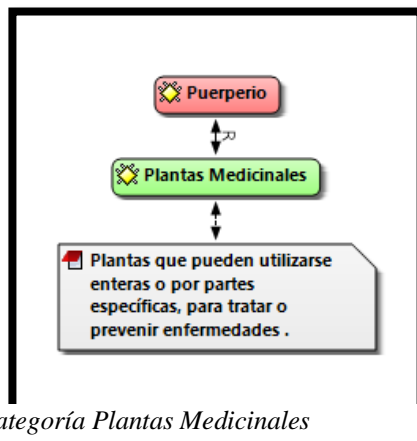 Puerperio
R
Plantas Medicinales
Plantas que pueden utilizarse
enteras o por partes
específicas, para tratar o
prevenir enfermedades .
ategoría Plantas Medicinales